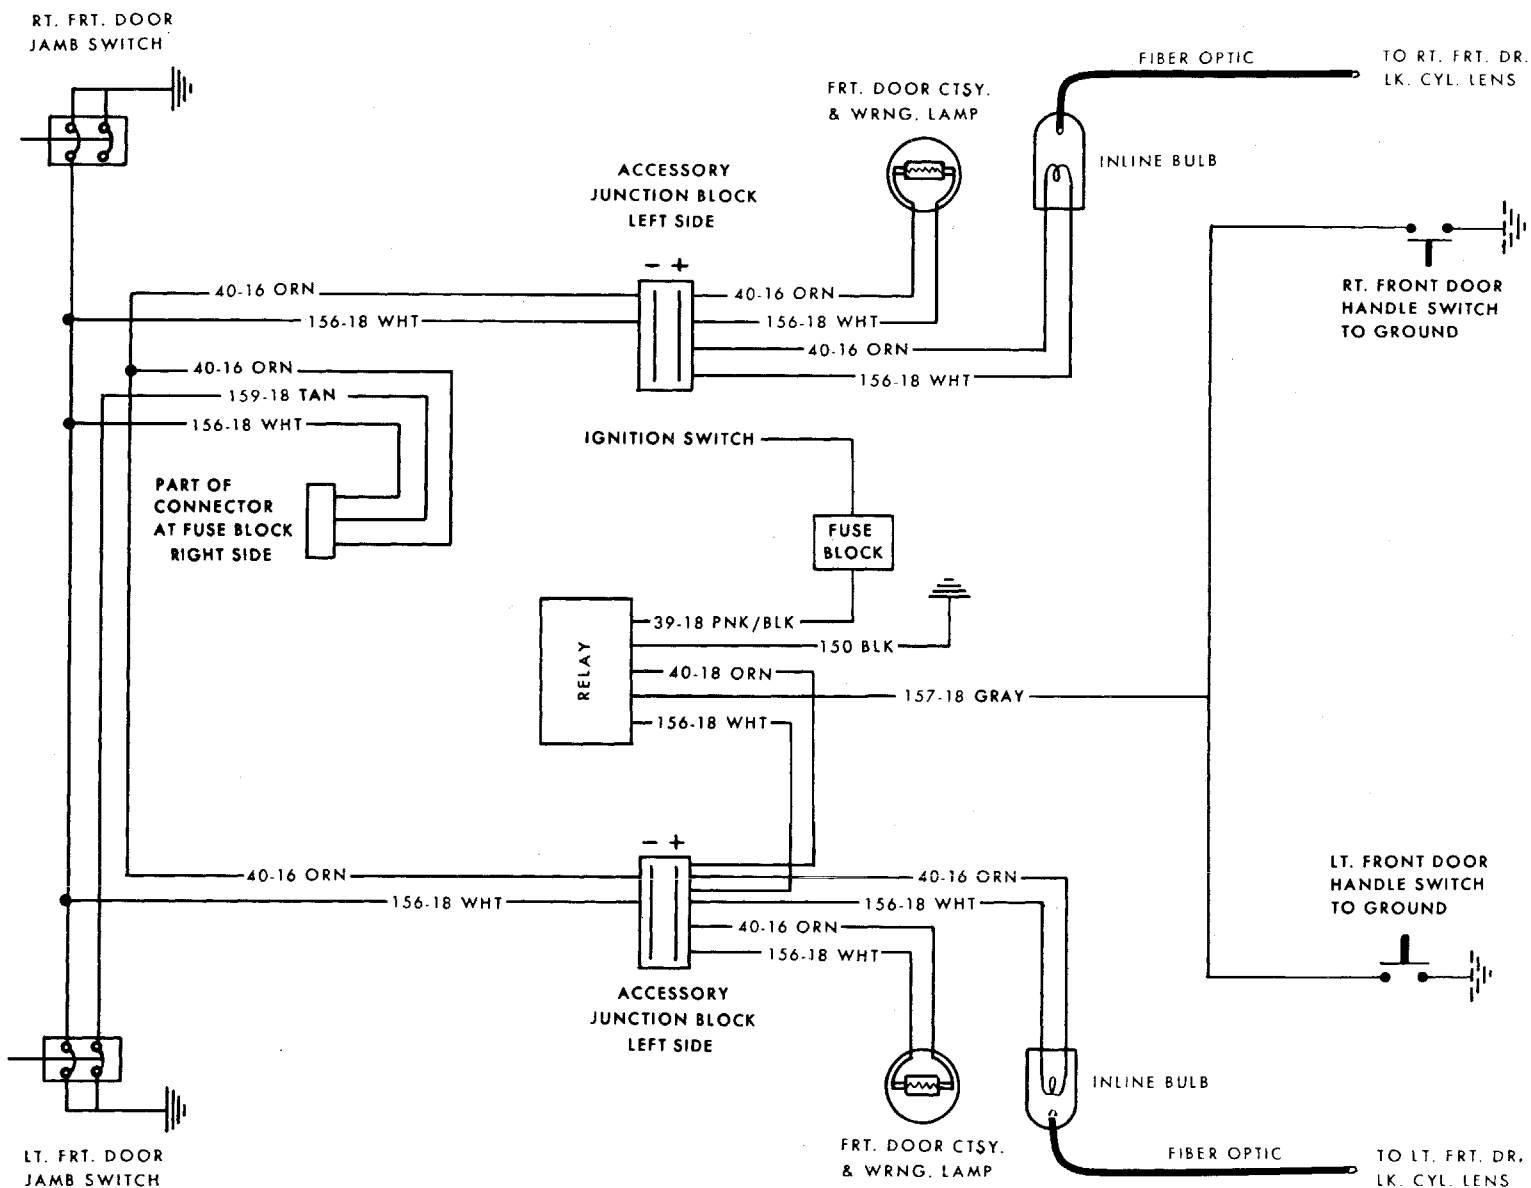 RT. FRT. DOOR
JAMB SWITCH
FIBER OPTIC
TO RT. FRT. DR.
LK. CYL. LENS
FRT. DOOR CTSY.
& WRNG. LAMP
INLINE BULB
ACCESSORY
JUNCTION BLOCK
LEFT SIDE
- +
40-16 ORN
156-18 WHT
40-16 ORN
156-18 WHT
40-16 ORN
156-18 WHT
RT. FRONT DOOR
HANDLE SWITCH
TO GROUND
40-16 ORN
159-18 TAN
156-18 WHT
IGNITION SWITCH
PART OF
CONNECTOR
AT FUSE BLOCK
RIGHT SIDE
FUSE
BLOCK
RELAY
39-18 PNK/BLK
150 BLK
40-18 ORN
157-18 GRAY
156-18 WHT
- +
40-16 ORN
156-18 WHT
40-16 ORN
156-18 WHT
40-16 ORN
156-18 WHT
LT. FRONT DOOR
HANDLE SWITCH
TO GROUND
ACCESSORY
JUNCTION BLOCK
LEFT SIDE
INLINE BULB
LT. FRT. DOOR
JAMB SWITCH
FRT. DOOR CTSY.
& WRNG. LAMP
FIBER OPTIC
TO LT. FRT. DR,
LK. CYL. LENS